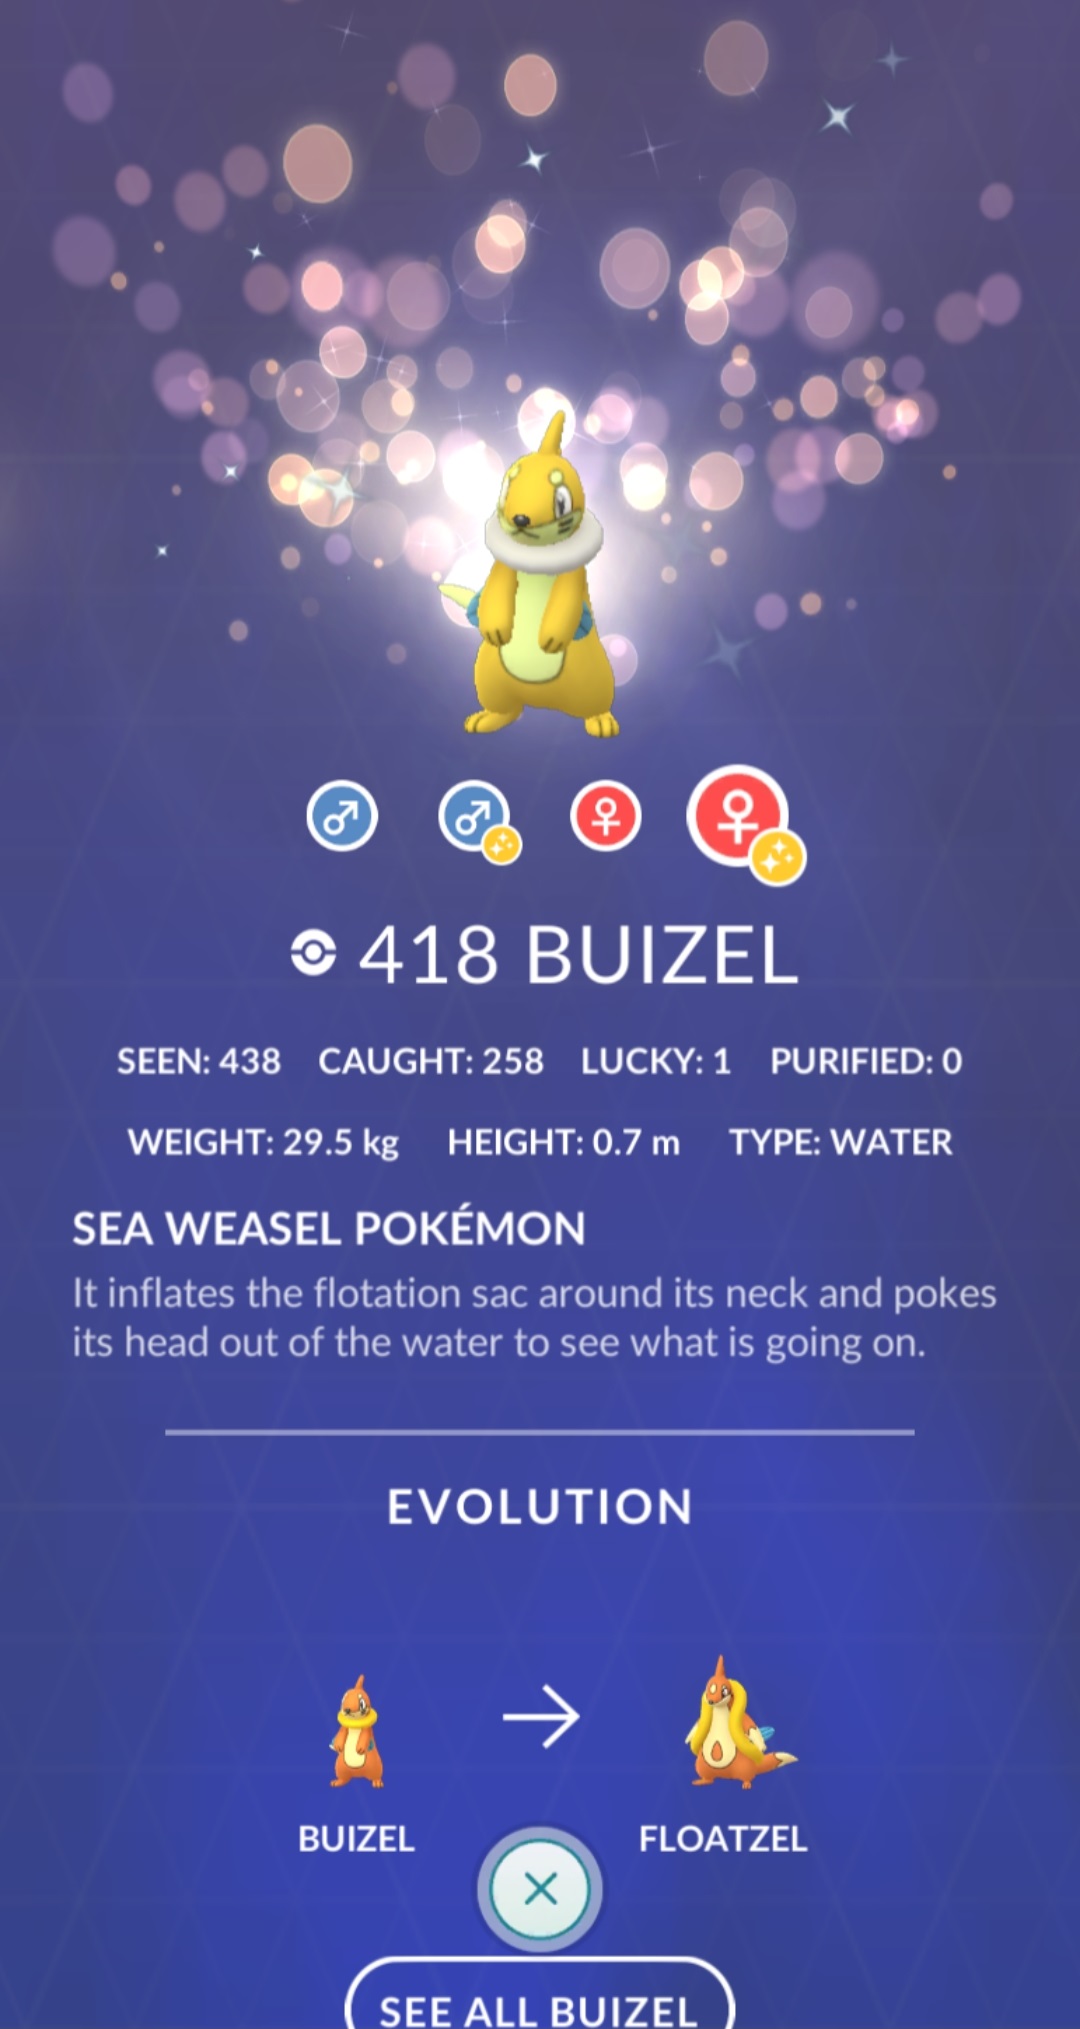 418 BUIZEL
SEEN: 438 CAUGHT: 258 LUCKY: 1 PURIFIED: 0
WEIGHT: 29.5 kg HEIGHT: 0.7 m TYPE: WATER
SEA WEASEL POKÉMON
It inflates the flotation sac around its neck and pokes
its head out of the water to see what is going on.
EVOLUTION
BUIZEL FLOATZEL
SEE ALL BUIZEL